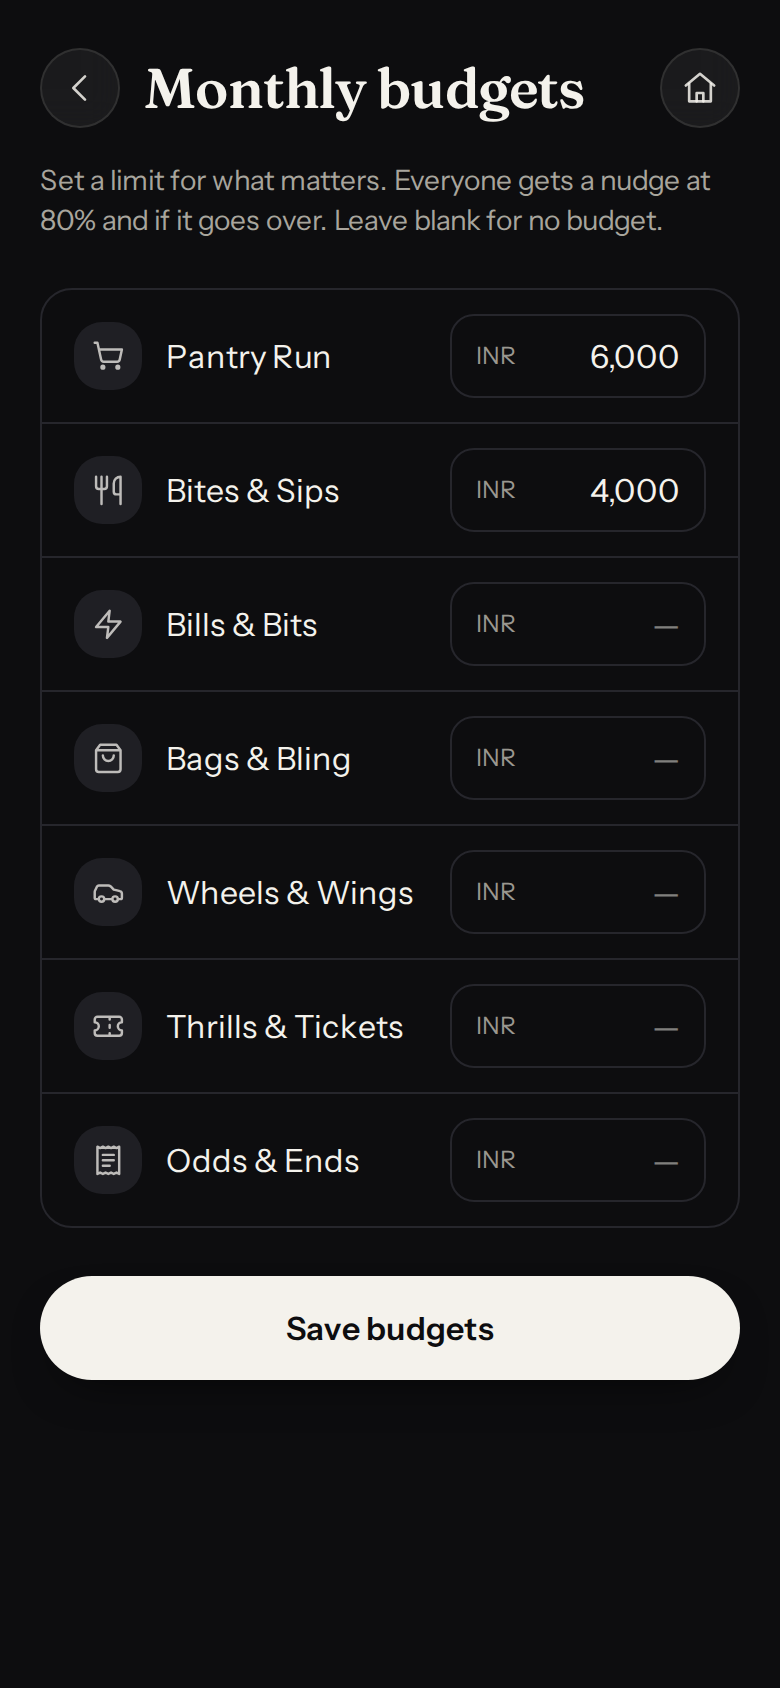 Monthly budgets
Set a limit for what matters. Everyone gets a nudge at
80% and if it goes over. Leave blank for no budget.
Pantry Run INR 6,000
Bites & Sips INR 4,000
Bills & Bits INR —
Bags & Bling INR —
Wheels & Wings INR —
Thrills & Tickets INR —
Odds & Ends INR —
Save budgets